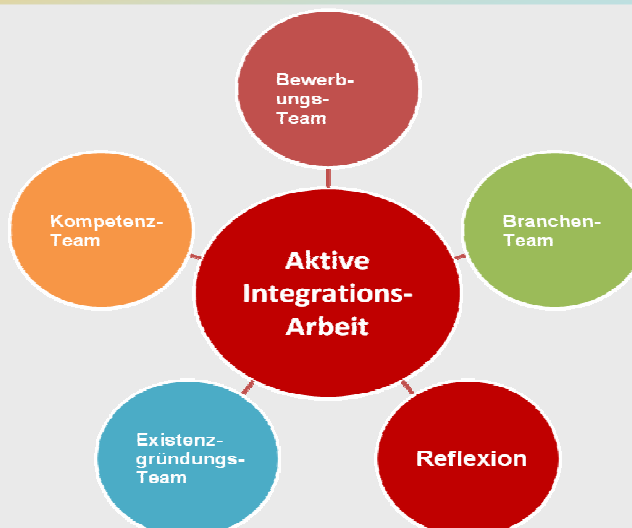 Bewerb-
ungs-
Team
Kompetenz-
Team
Branchen-
Team
Aktive
Integrations-
Arbeit
Existenz-
gründungs-
Team
Reflexion